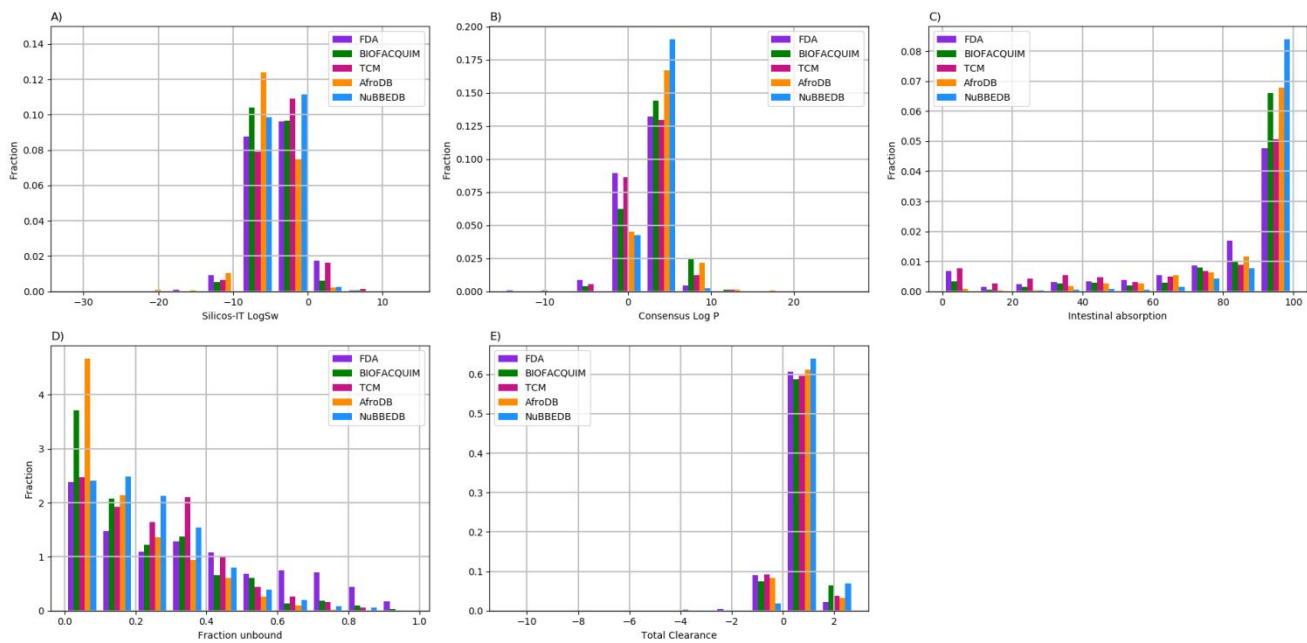 A)
0.14
0.12
0.10
0.08
0.06
0.04
0.02
0.00
Fraction
-30 -20 -10 0 10
Silicos-IT LogSw
FDA
BIOFACQUIM
TCM
AfroDB
NuBBEDB
B)
0.200
0.175
0.150
0.125
0.100
0.075
0.050
0.025
0.000
Fraction
-10 0 10 20
Consensus Log P
FDA
BIOFACQUIM
TCM
AfroDB
NuBBEDB
C)
0.08
0.07
0.06
0.05
0.04
0.03
0.02
0.01
0.00
Fraction
0 20 40 60 80 100
Intestinal absorption
FDA
BIOFACQUIM
TCM
AfroDB
NuBBEDB
D)
4
3
2
1
0
Fraction
0.0 0.2 0.4 0.6 0.8 1.0
Fraction unbound
FDA
BIOFACQUIM
TCM
AfroDB
NuBBEDB
E)
0.6
0.5
0.4
0.3
0.2
0.1
0.0
-10 -8 -6 -4 -2 0 2
Total Clearance
FDA
BIOFACQUIM
TCM
AfroDB
NuBBEDB